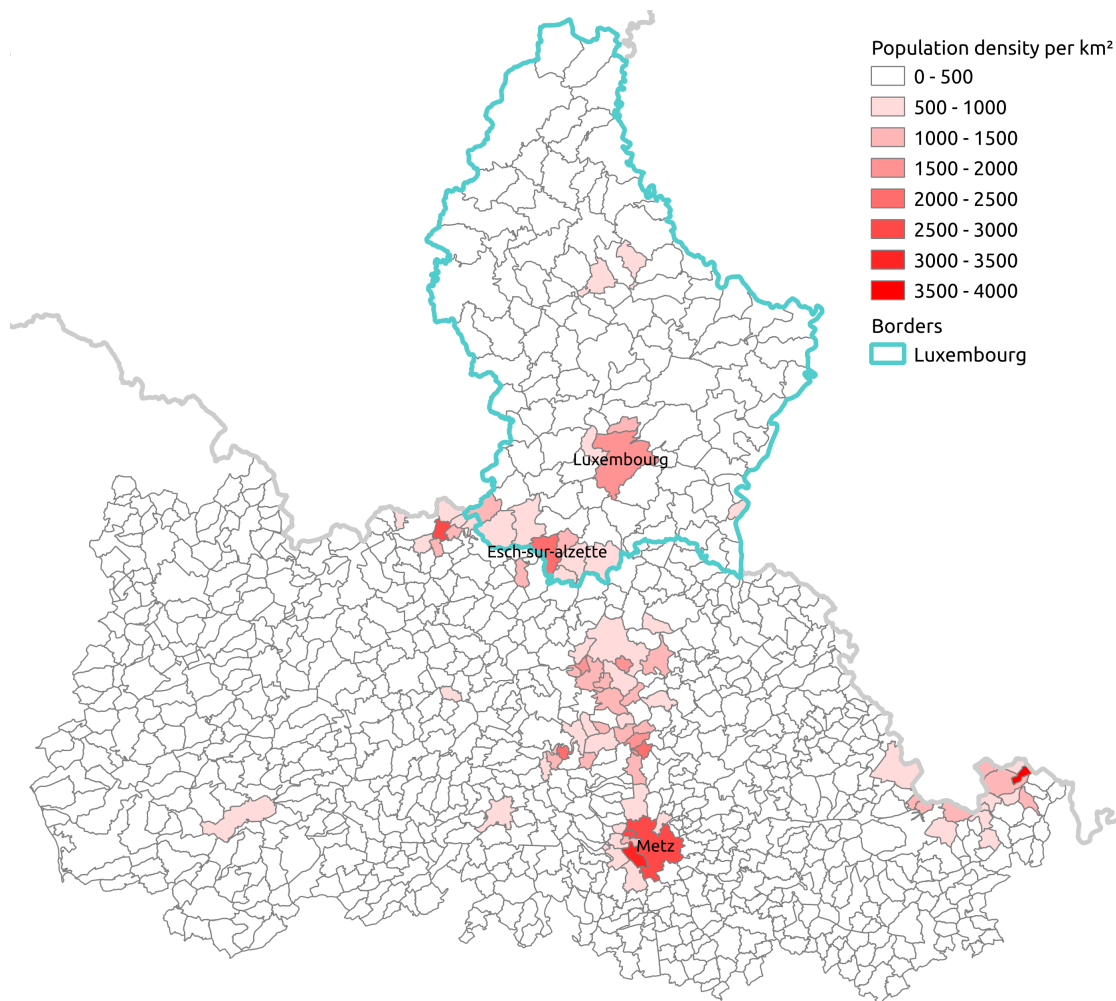 Population density per km²
0 - 500
500 - 1000
1000 - 1500
1500 - 2000
2000 - 2500
2500 - 3000
3000 - 3500
3500 - 4000
Borders
Luxembourg
Luxembourg
Esch-sur-alzette
Metz